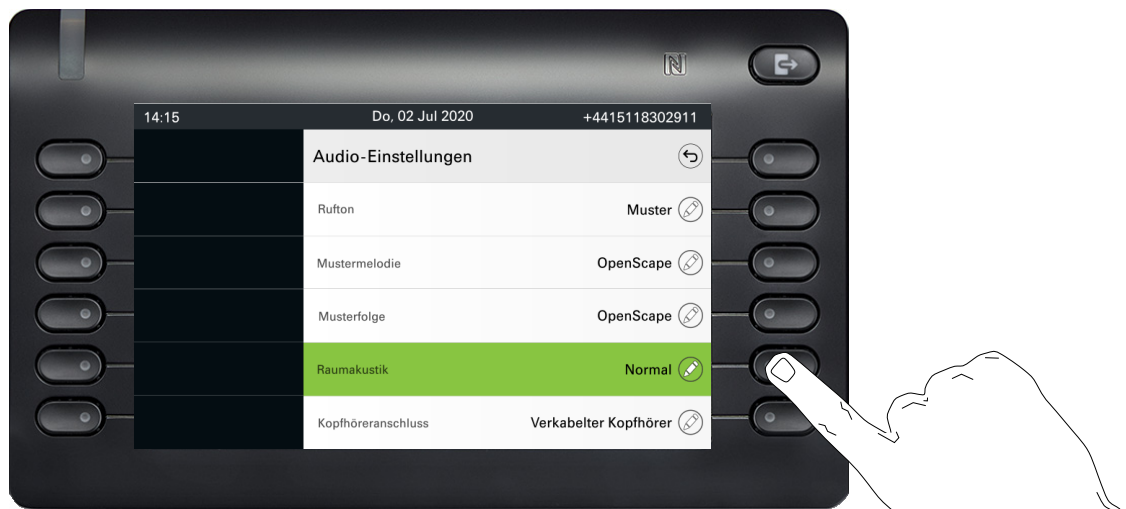 14:15 Do, 02 Jul 2020 +4415118302911
Audio-Einstellungen
Rufton Muster
Mustermelodie OpenScape
Musterfolge OpenScape
Raumakustik Normal
Kopfhöreranschluss Verkabelter Kopfhörer